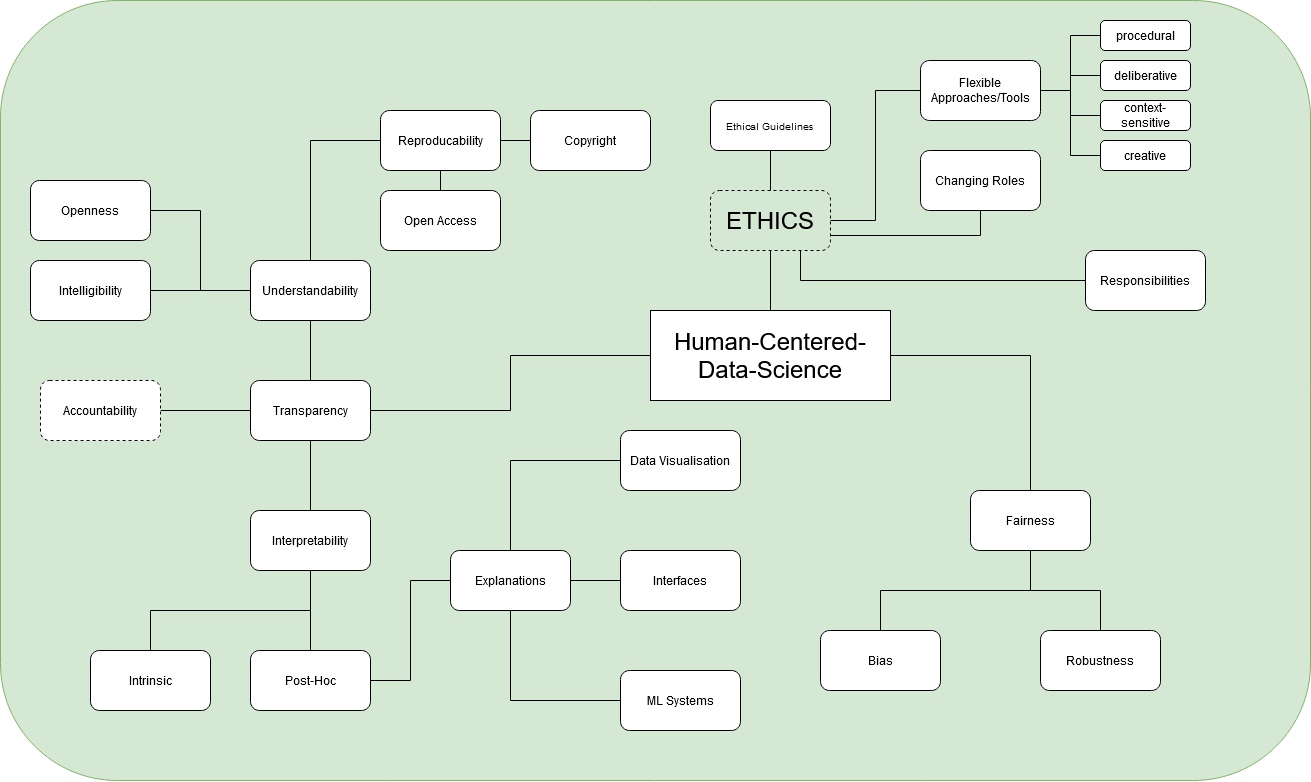 procedural
Flexible
Approaches/Tools
deliberative
context-
sensitive
Ethical Guidelines
Reproducability
Copyright
creative
Changing Roles
Openness
Open Access
ETHICS
Intelligibility
Understandability
Responsibilities
Human-Centered-
Data-Science
Accountability
Transparency
Data Visualisation
Fairness
Interpretability
Explanations
Interfaces
Intrinsic
Post-Hoc
Bias
Robustness
ML Systems